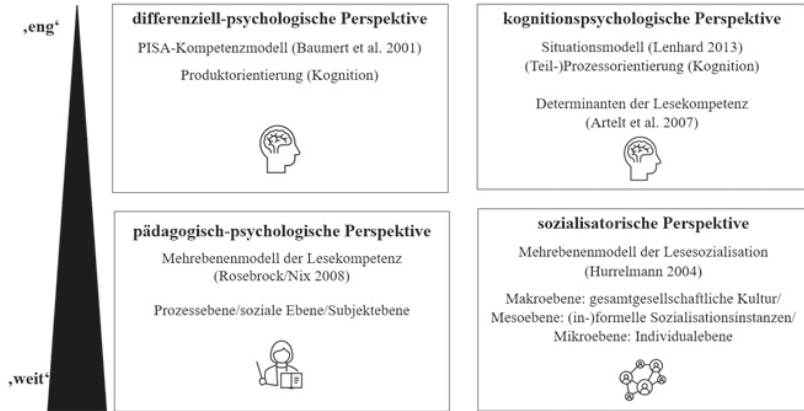 ‚eng‘
differenziell-psychologische Perspektive
PISA-Kompetenzmodell (Baumert et al. 2001)
Produktorientierung (Kognition)
kognitionspsychologische Perspektive
Situationsmodell (Lenhard 2013)
(Teil-)Prozessorientierung (Kognition)
Determinanten der Lesekompetenz
(Artelt et al. 2007)
pädagogisch-psychologische Perspektive
Mehrebenenmodell der Lesekompetenz
(Rosebrock/Nix 2008)
Prozessebene/soziale Ebene/Subjektebene
sozialisatorische Perspektive
Mehrebenenmodell der Lesesozialisation
(Hurrelmann 2004)
Makroebene: gesamtgesellschaftliche Kultur/
Mesoebene: (in-)formelle Sozialisationsinstanzen/
Mikroebene: Individualebene
‚weit‘